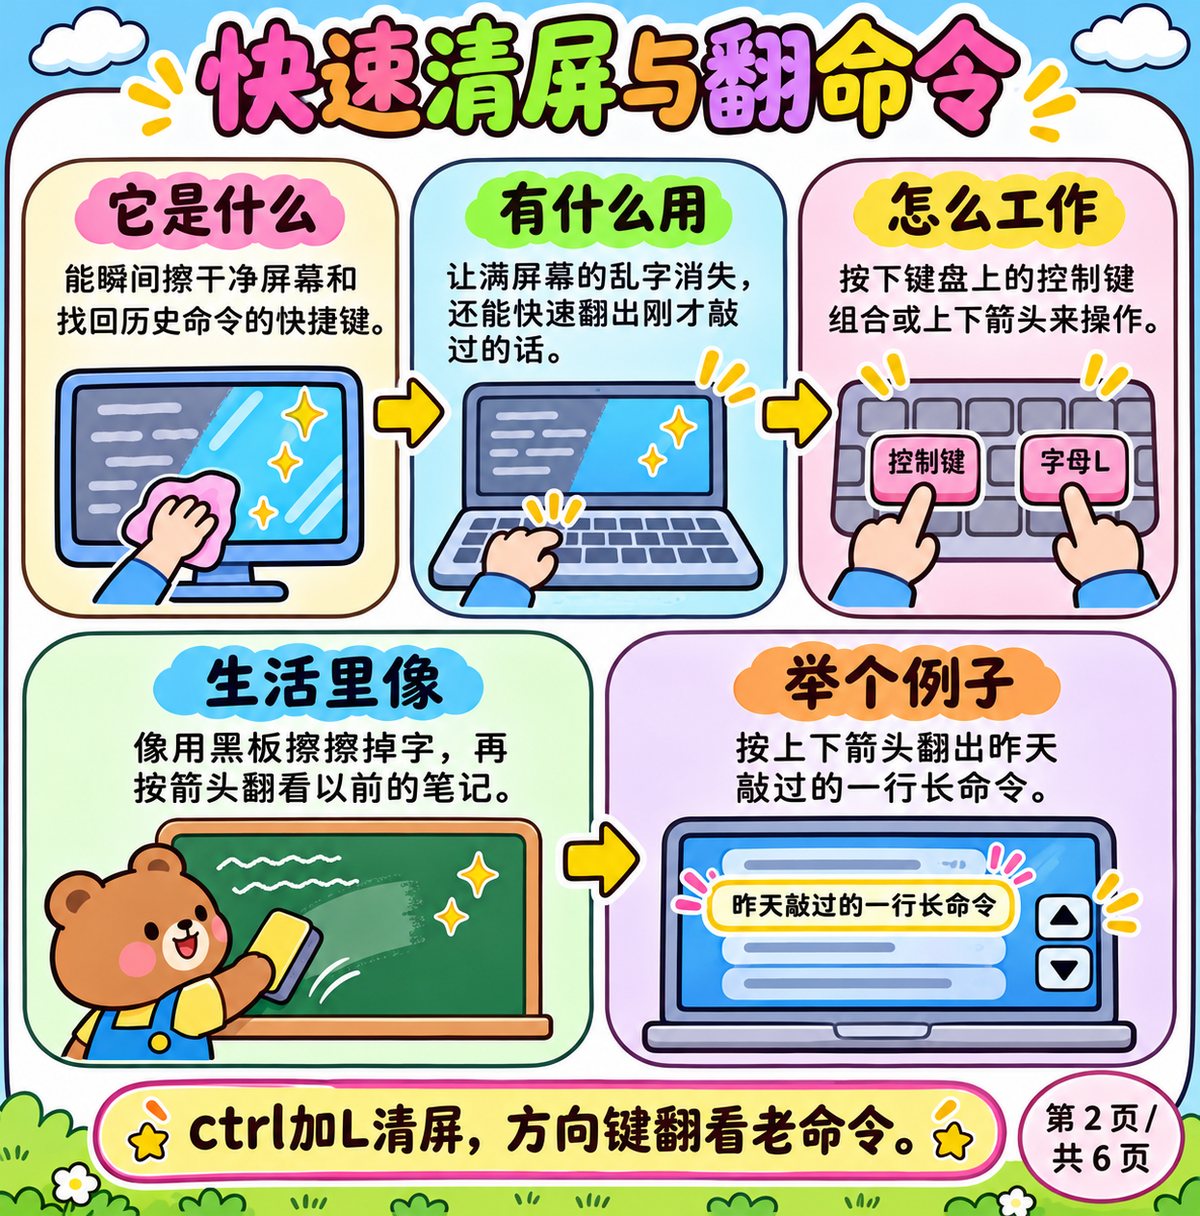 快速清屏与翻命令
它是什么
能瞬间擦干净屏幕和
找回历史命令的快捷键。
有什么用
让满屏幕的乱字消失，
还能快速翻出刚才敲
过的话。
怎么工作
按下键盘上的控制键
组合或上下箭头来操作。
控制键
字母L
生活里像
像用黑板擦擦掉字，再
按箭头翻看以前的笔记。
举个例子
按上下箭头翻出昨天
敲过的一行长命令。
昨天敲过的一行长命令
ctrl加L清屏，方向键翻看老命令。
第2页/
共6页